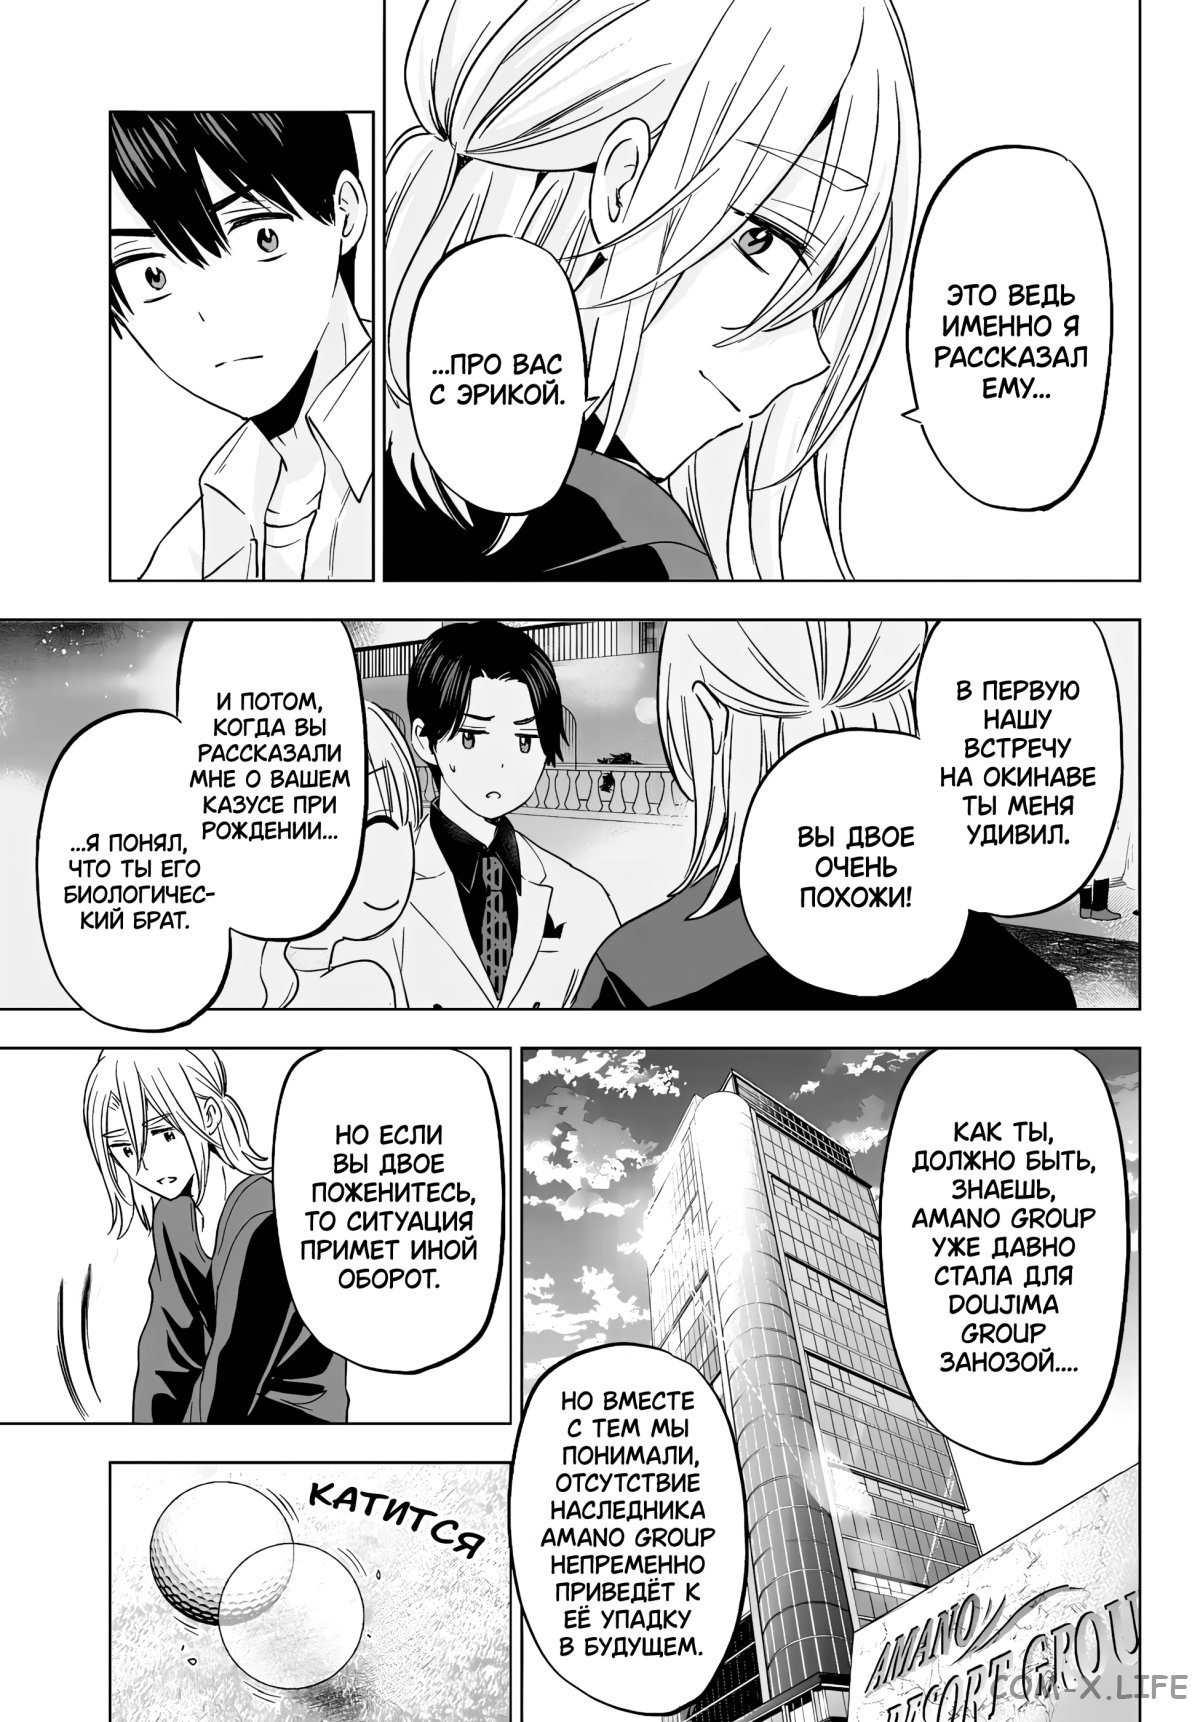 ЭТО ВЕДЬ
ИМЕННО Я
РАССКАЗАЛ
ЕМУ...
...ПРО ВАС
С ЭРИКОЙ.
В ПЕРВУЮ
НАШУ
ВСТРЕЧУ
НА ОКИНАВЕ
ТЫ МЕНЯ
УДИВИЛ.
ВЫ ДВОЕ
ОЧЕНЬ
ПОХОЖИ!
И ПОТОМ,
КОГДА ВЫ
РАССКАЗАЛИ
МНЕ О ВАШЕМ
КАЗУСЕ ПРИ
РОЖДЕНИИ...
...Я ПОНЯЛ,
ЧТО ТЫ ЕГО
БИОЛОГИЧЕС-
КИЙ БРАТ.
КАК ТЫ,
ДОЛЖНО БЫТЬ,
ЗНАЕШЬ,
AMANO GROUP
УЖЕ ДАВНО
СТАЛА ДЛЯ
DOUJIMA
GROUP
ЗАНОЗОЙ....
НО ВМЕСТЕ
С ТЕМ МЫ
ПОНИМАЛИ,
ОТСУТСТВИЕ
НАСЛЕДНИКА
AMANO GROUP
НЕПРЕМЕННО
ПРИВЕДЁТ К
ЕЁ УПАДКУ
В БУДУЩЕМ.
AMANO
RESORT GROU
НО ЕСЛИ
ВЫ ДВОЕ
ПОЖЕНИТЕСЬ,
ТО СИТУАЦИЯ
ПРИМЕТ ИНОЙ
ОБОРОТ.
КАТИТСЯ
COM-X.LIFE